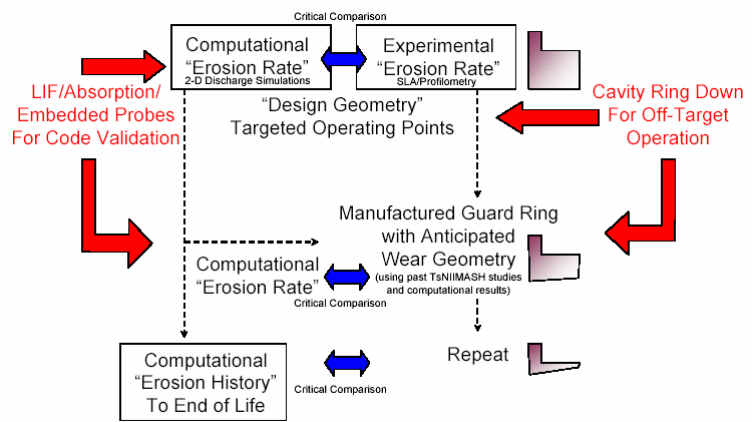 Critical Comparison
Computational
“Erosion Rate”
2-D Discharge Simulations
Experimental
“Erosion Rate”
SLA/Profilometry
LIF/Absorption/
Embedded Probes
For Code Validation
“Design Geometry”
Targeted Operating Points
Cavity Ring Down
For Off-Target
Operation
Manufactured Guard Ring
with Anticipated
Wear Geometry
(using past TsNIIMASH studies
and computational results)
Computational
“Erosion Rate”
Critical Comparison
Computational
“Erosion History”
To End of Life
Critical Comparison
Repeat